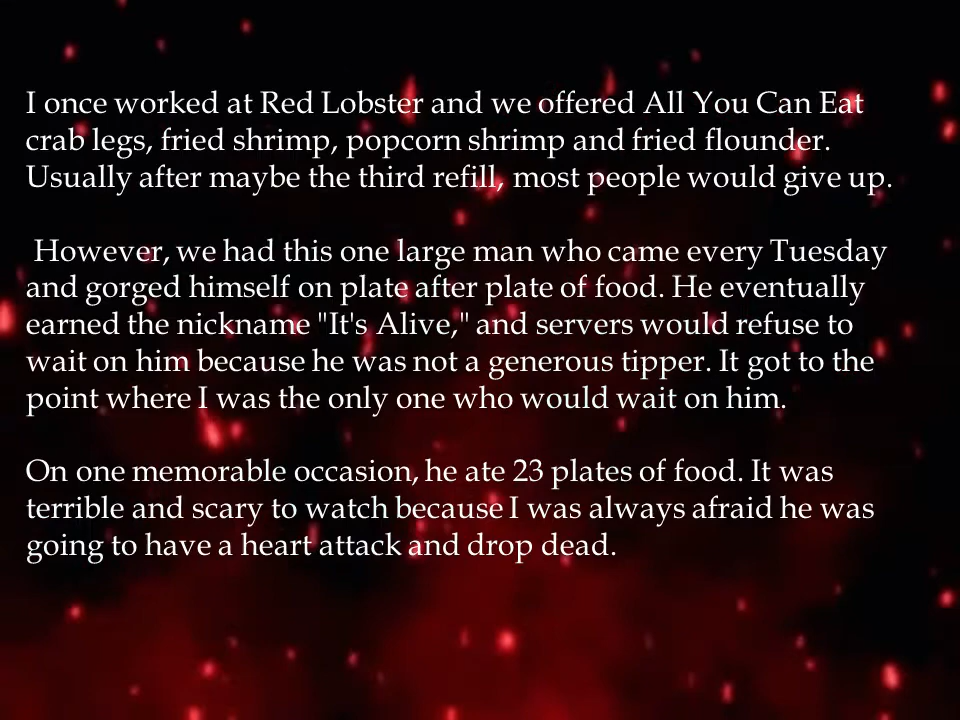 I once worked at Red Lobster and we offered All You Can Eat
crab legs, fried shrimp, popcorn shrimp and fried flounder.
Usually after maybe the third refill, most people would give up.
However, we had this one large man who came every Tuesday
and gorged himself on plate after plate of food. He eventually
earned the nickname "It's Alive," and servers would refuse to
wait on him because he was not a generous tipper. It got to the
point where I was the only one who would wait on him.
On one memorable occasion, he ate 23 plates of food. It was
terrible and scary to watch because I was always afraid he was
going to have a heart attack and drop dead.